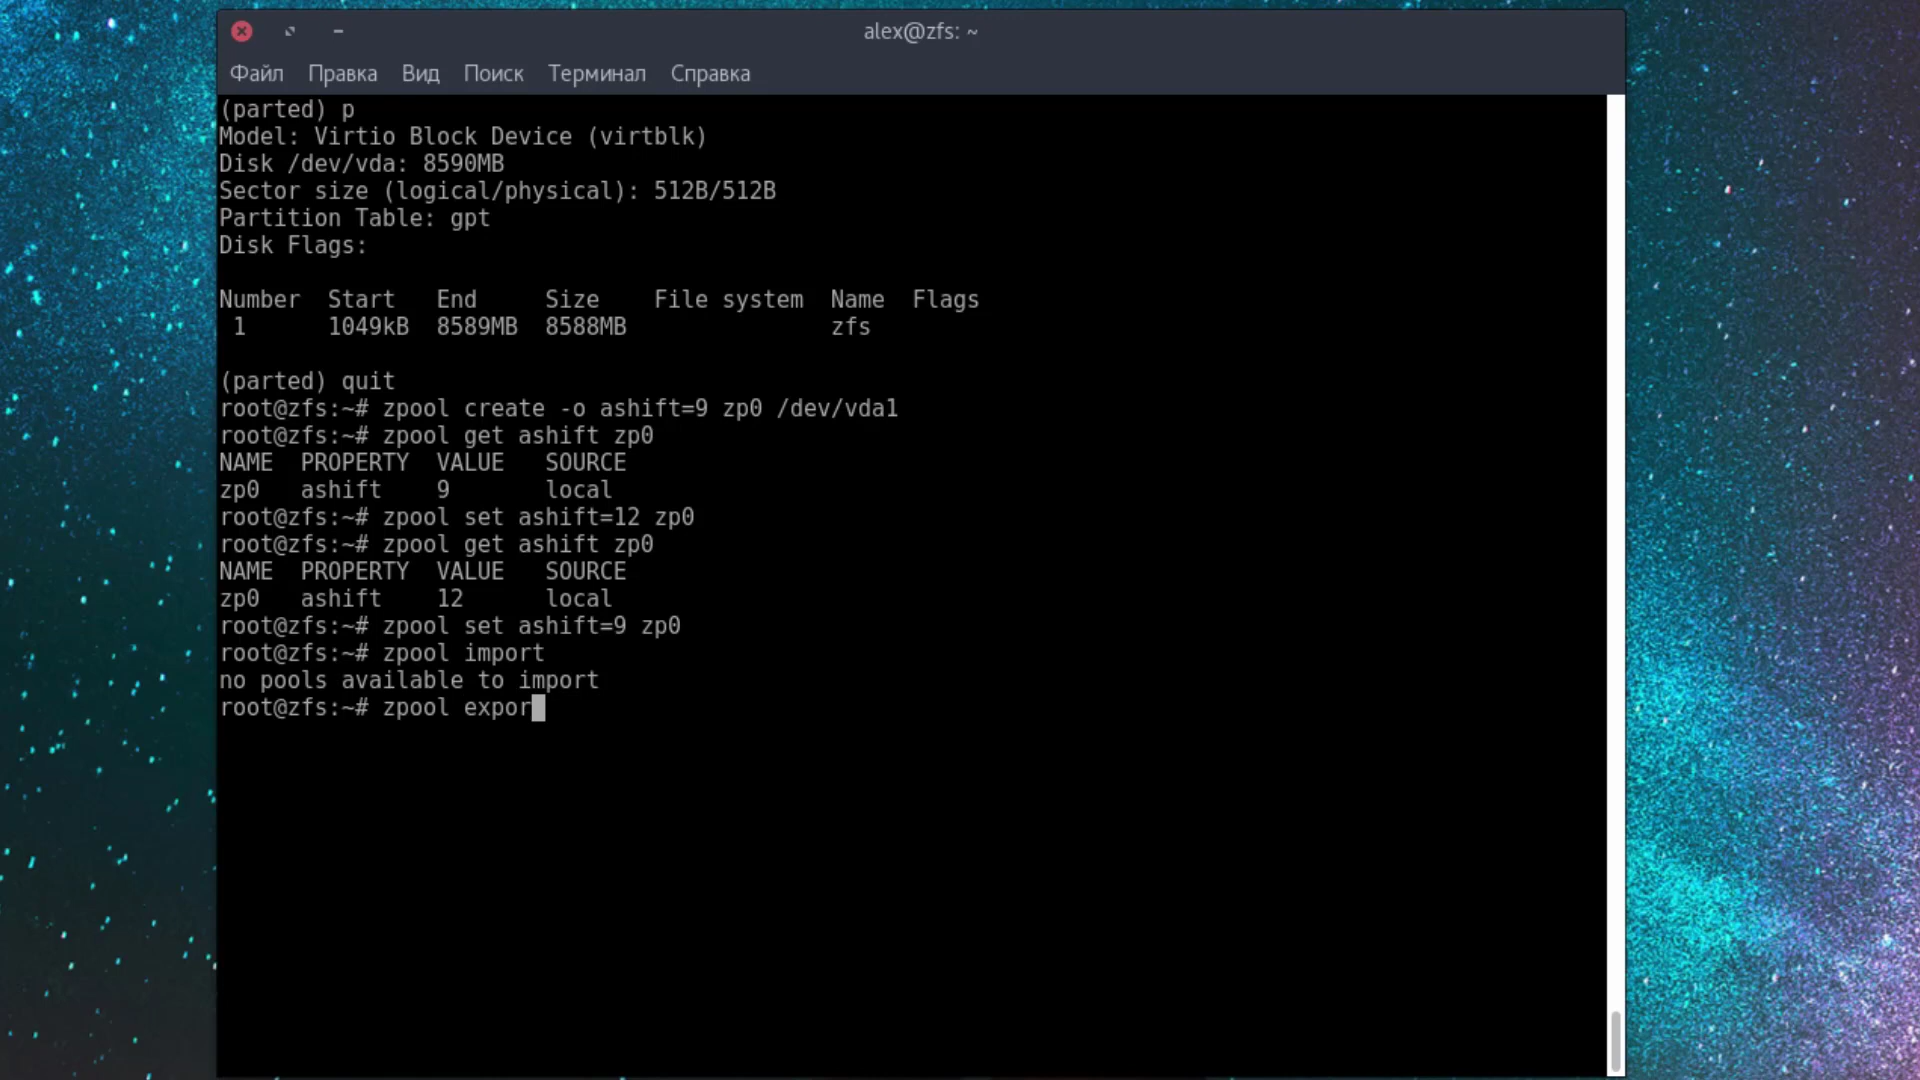 alex@zfs: ~
Файл Правка Вид Поиск Терминал Справка
(parted) p
Model: Virtio Block Device (virtblk)
Disk /dev/vda: 8590MB
Sector size (logical/physical): 512B/512B
Partition Table: gpt
Disk Flags:
Number  Start   End     Size    File system  Name  Flags
 1      1049kB  8589MB  8588MB               zfs
(parted) quit
root@zfs:~# zpool create -o ashift=9 zp0 /dev/vda1
root@zfs:~# zpool get ashift zp0
NAME  PROPERTY  VALUE   SOURCE
zp0   ashift    9       local
root@zfs:~# zpool set ashift=12 zp0
root@zfs:~# zpool get ashift zp0
NAME  PROPERTY  VALUE   SOURCE
zp0   ashift    12      local
root@zfs:~# zpool set ashift=9 zp0
root@zfs:~# zpool import
no pools available to import
root@zfs:~# zpool expor